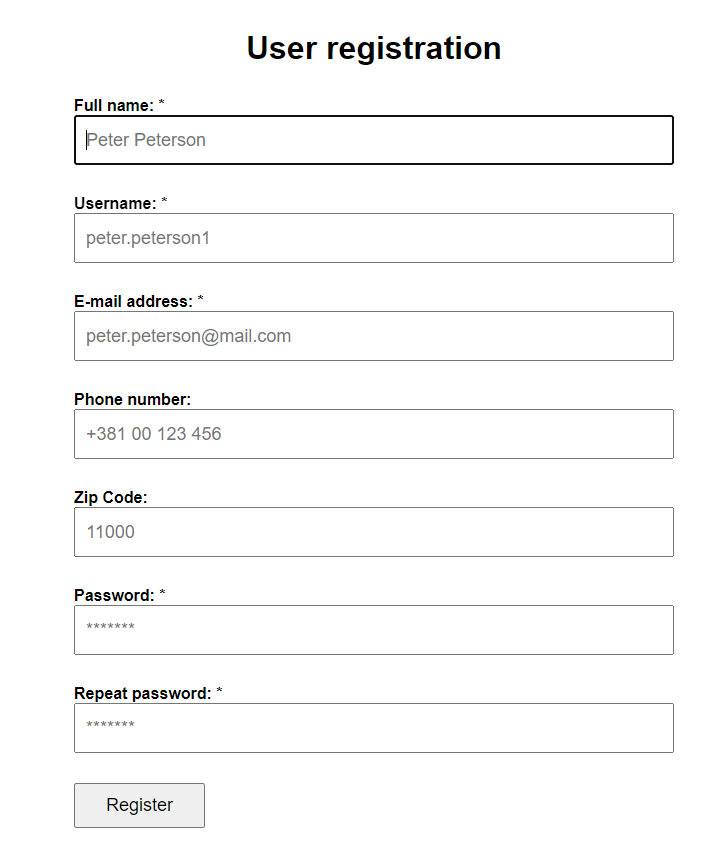 User registration
Full name: *
Peter Peterson
Username: *
peter.peterson1
E-mail address: *
peter.peterson@mail.com
Phone number:
+381 00 123 456
Zip Code:
11000
Password: *
*******
Repeat password: *
*******
Register